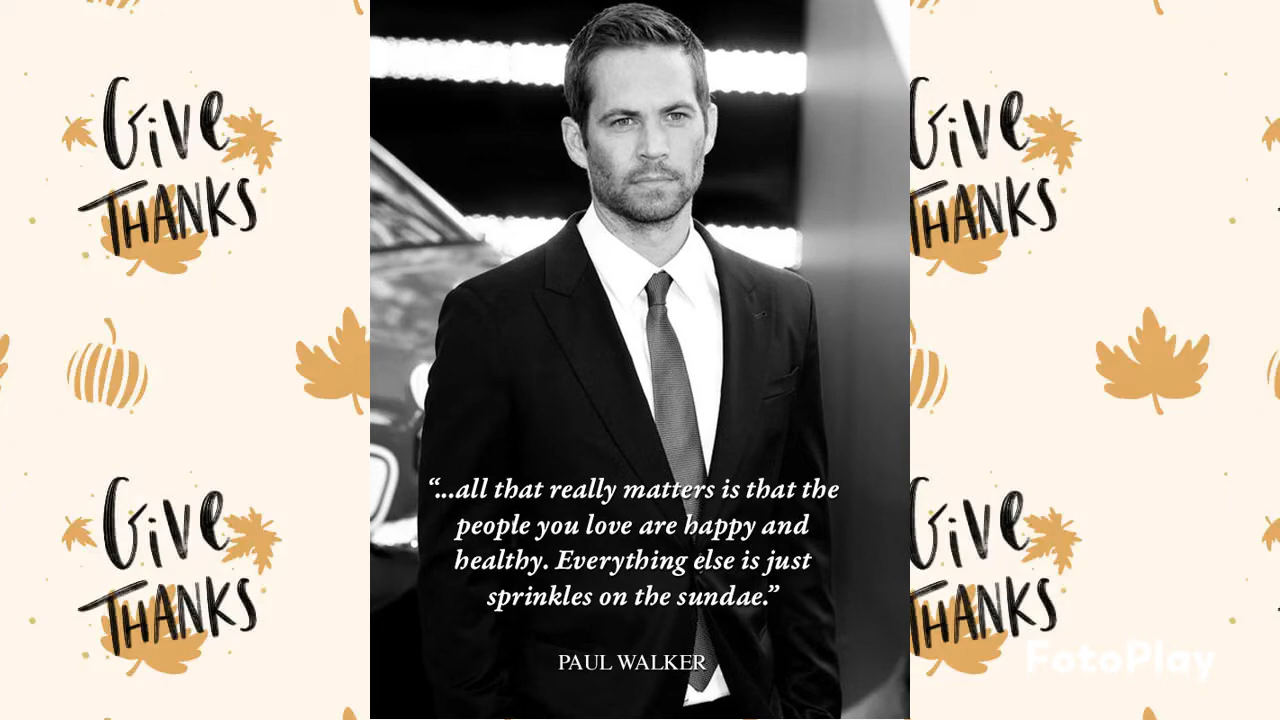 GIVE
THANKS
GIVE
THANKS
“...all that really matters is that the
people you love are happy and
healthy. Everything else is just
sprinkles on the sundae.”
PAUL WALKER
GIVE
THANKS
GIVE
THANKS
FotoPlay